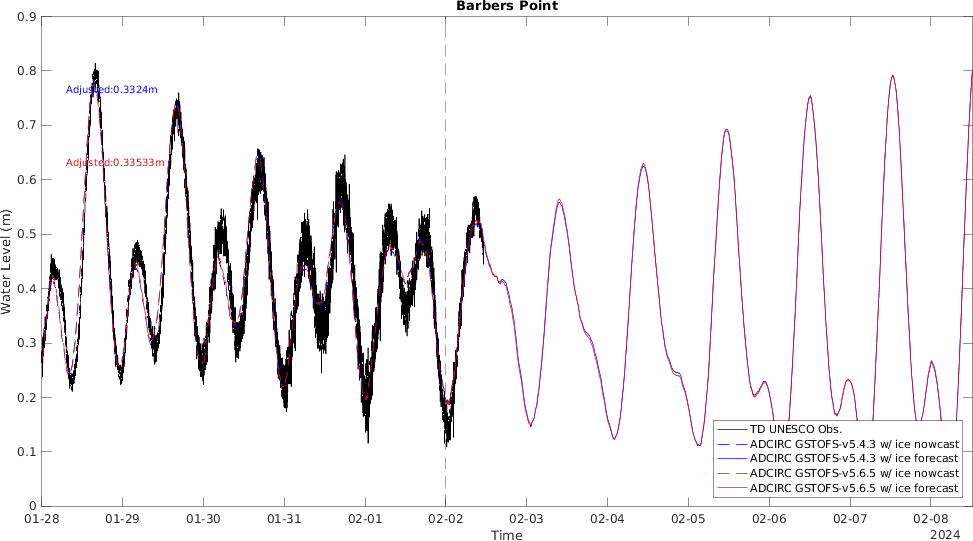 Barbers Point
0.9
0.8
0.7
0.6
0.5
0.4
0.3
0.2
0.1
0
Water Level (m)
Adjusted:0.3324m
Adjusted:0.33533m
TD UNESCO Obs.
ADCIRC GSTOFS-v5.4.3 w/ ice nowcast
ADCIRC GSTOFS-v5.4.3 w/ ice forecast
ADCIRC GSTOFS-v5.6.5 w/ ice nowcast
ADCIRC GSTOFS-v5.6.5 w/ ice forecast
01-28 01-29 01-30 01-31 02-01 02-02 02-03 02-04 02-05 02-06 02-07 02-08
Time
2024